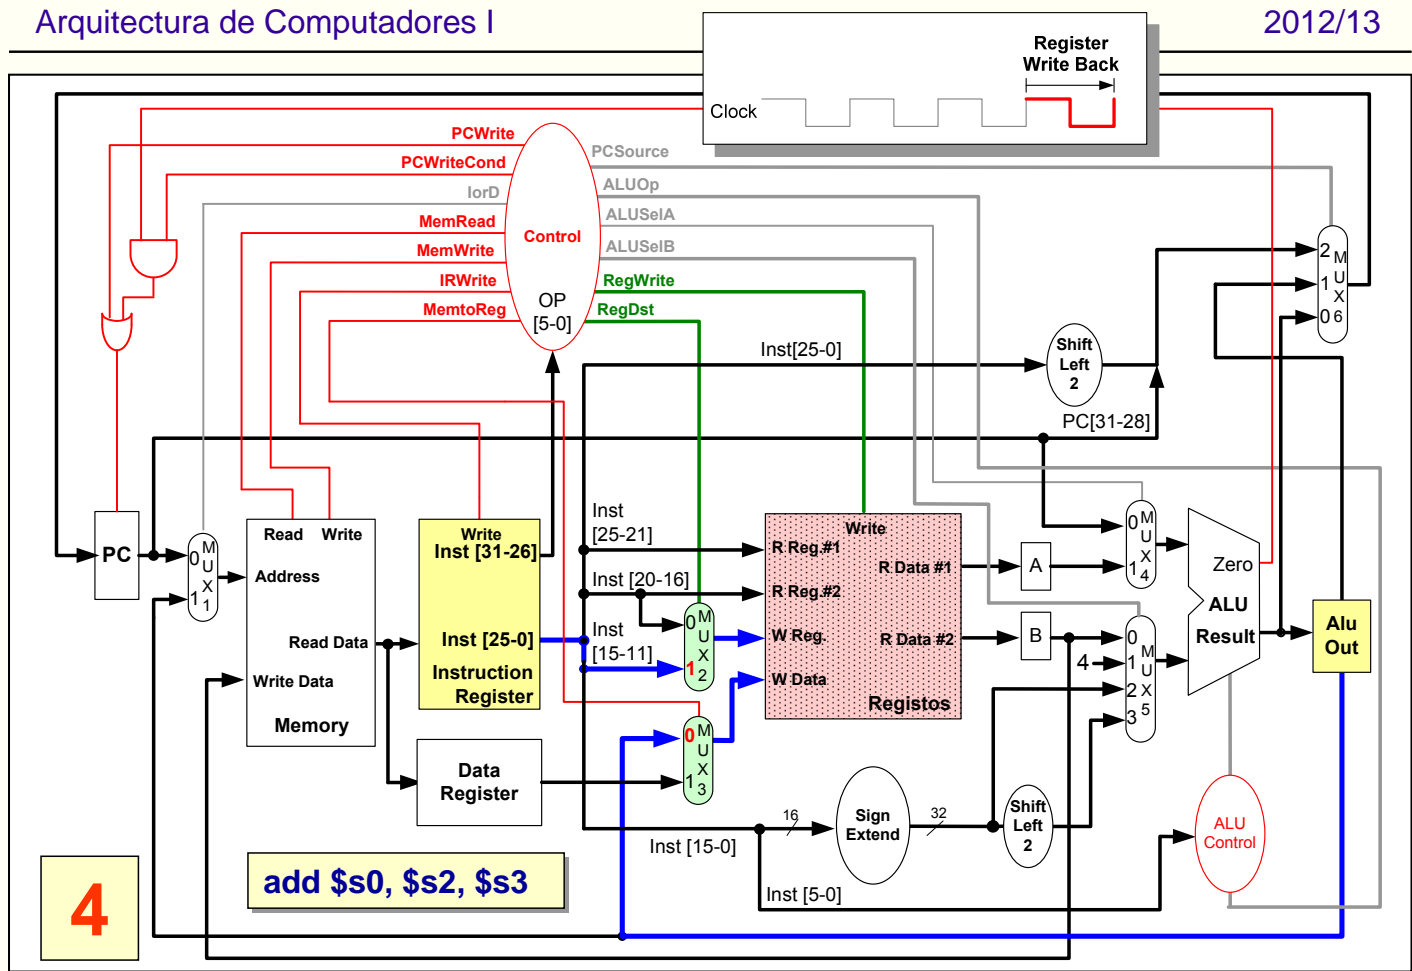 Arquitectura de Computadores I
2012/13
Register
Write Back
Clock
PCWrite
PCWriteCond
IorD
MemRead
MemWrite
IRWrite
MemtoReg
Control
OP
[5-0]
PCSource
ALUOp
ALUSelA
ALUSelB
RegWrite
RegDst
2
1
0
M
U
X
6
Inst[25-0]
Shift
Left
2
PC[31-28]
PC
0
1
M
U
X
1
Read
Write
Address
Read Data
Write Data
Memory
Write
Inst [31-26]
Inst [25-0]
Instruction
Register
Data
Register
Inst
[25-21]
Inst [20-16]
Inst
[15-11]
0
1
M
U
X
2
0
1
M
U
X
3
Write
R Reg.#1
R Data #1
R Reg.#2
W Reg.
R Data #2
W Data
Registos
A
B
0
1
M
U
X
4
4
0
1
2
3
M
U
X
5
Zero
ALU
Result
Alu
Out
16
Sign
Extend
32
Shift
Left
2
ALU
Control
Inst [15-0]
Inst [5-0]
4
add $s0, $s2, $s3